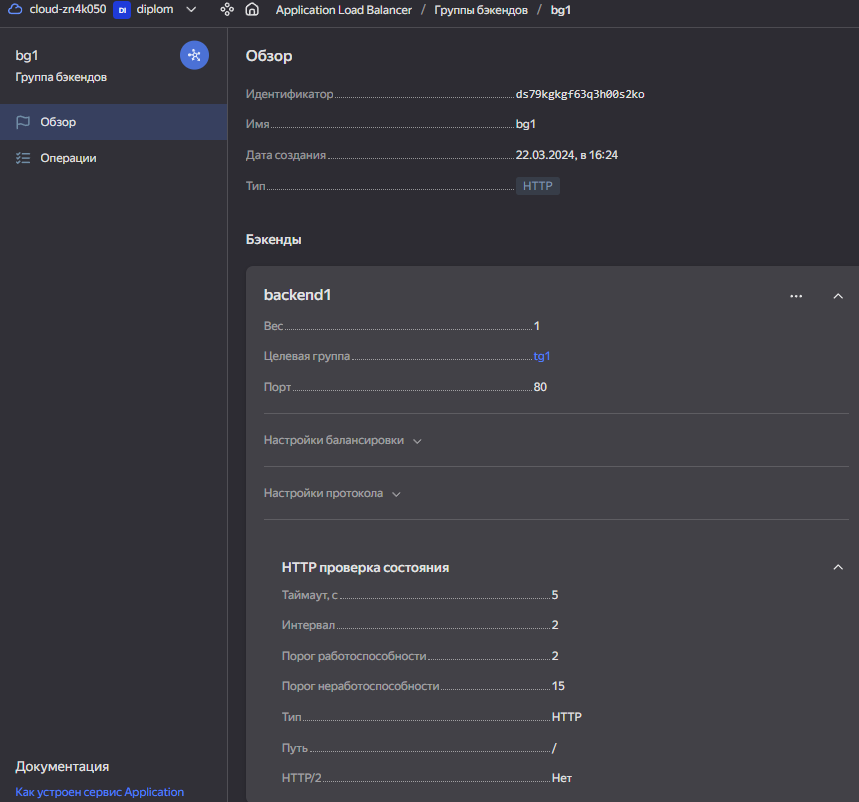 cloud-zn4k050 DI diplom Application Load Balancer / Группы бэкендов / bg1
bg1
Группа бэкендов
Обзор
Операции
Документация
Как устроен сервис Application
Обзор
Идентификатор ds79kgkgf63q3h00s2ko
Имя bg1
Дата создания 22.03.2024, в 16:24
Тип HTTP
Бэкенды
backend1
Вес 1
Целевая группа tg1
Порт 80
Настройки балансировки
Настройки протокола
HTTP проверка состояния
Таймаут, с 5
Интервал 2
Порог работоспособности 2
Порог неработоспособности 15
Тип HTTP
Путь /
HTTP/2 Нет